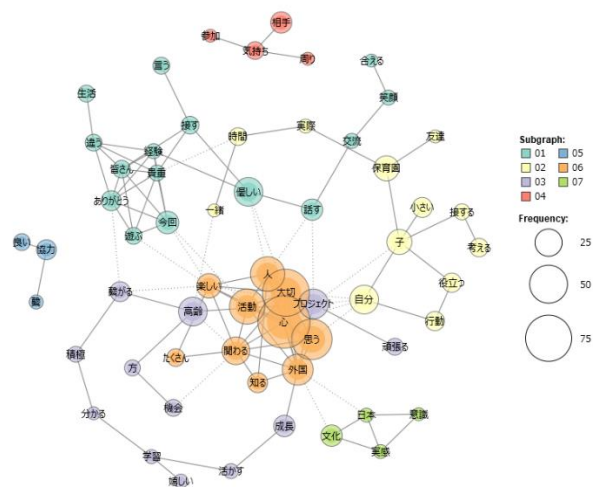 相手
参加
気持ち
周り
言う
合える
生活
笑顔
接す
違う
経験
時間
実際
交流
友達
皆さん
貴重
保育園
ありがとう
優しい
今回
一緒
話す
小さい
接する
遊ぶ
子
考える
良い
協力
人
役立つ
繋がる
楽しい
大切
高齢
活動
プロジェクト
自分
心
行動
思う
積極
たくさん
関わる
頑張る
方
外国
知る
機会
分かる
成長
日本
意識
文化
学習
実感
活かす
嬉しい
Subgraph:
01 05
02 06
03 07
04
Frequency:
25
50
75